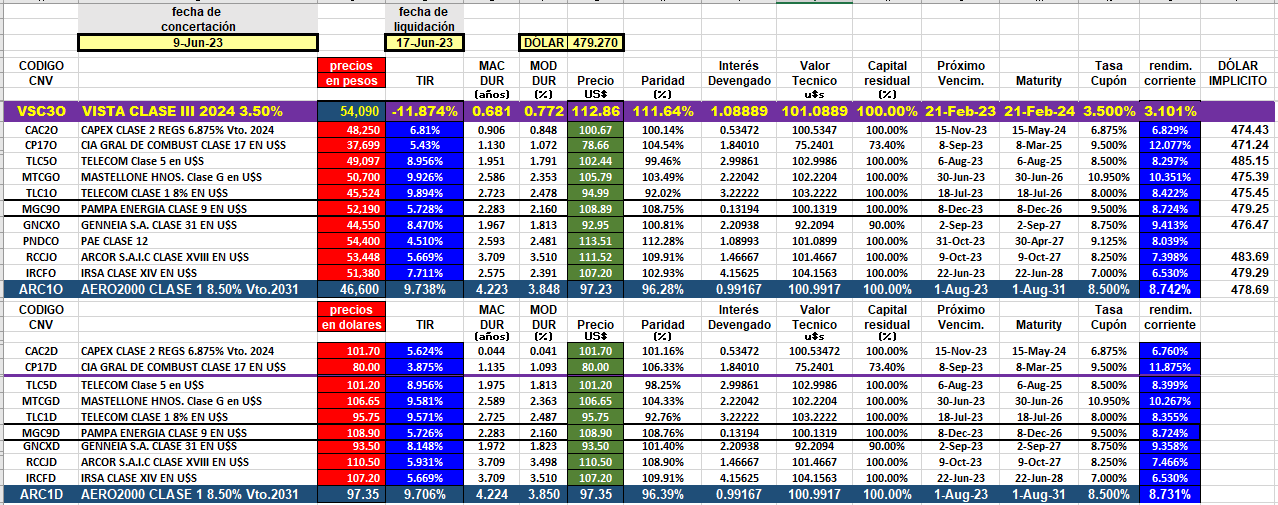 fecha de fecha de
concertación liquidación
9-Jun-23 17-Jun-23 DÓLAR 479.270
CODIGO precios MAC MOD Interés Valor Capital Próximo Tasa rendim. DÓLAR
CNV en pesos TIR DUR DUR Precio Paridad Devengado Tecnico residual Vencim. Maturity Cupón corriente IMPLICITO
(años) (%) US$ (%) u$s (%)
VSC3O VISTA CLASE III 2024 3.50% 54,090 -11.874% 0.681 0.772 112.86 111.64% 1.08889 101.0889 100.00% 21-Feb-23 21-Feb-24 3.500% 3.101%
CAC2O CAPEX CLASE 2 REGS 6.875% Vto. 2024 48,250 6.81% 0.906 0.848 100.67 100.14% 0.53472 100.5347 100.00% 15-Nov-23 15-May-24 6.875% 6.829% 474.43
CP17O CIA GRAL DE COMBUST CLASE 17 EN U$S 37,699 5.43% 1.130 1.072 78.66 104.54% 1.84010 75.2401 73.40% 8-Sep-23 8-Mar-25 9.500% 12.077% 471.24
TLC5O TELECOM Clase 5 en U$S 49,097 8.956% 1.951 1.791 102.44 99.46% 2.99861 102.9986 100.00% 6-Aug-23 6-Aug-25 8.500% 8.297% 485.15
MTCGO MASTELLONE HNOS. Clase G en U$S 50,700 9.926% 2.586 2.353 105.79 103.49% 2.22042 102.2204 100.00% 30-Jun-23 30-Jun-26 10.950% 10.351% 475.39
TLC1O TELECOM CLASE 1 8% EN U$S 45,524 9.894% 2.723 2.478 94.99 92.02% 3.22222 103.2222 100.00% 18-Jul-23 18-Jul-26 8.000% 8.422% 475.45
MGC9O PAMPA ENERGIA CLASE 9 EN U$S 52,190 5.728% 2.283 2.160 108.89 108.75% 0.13194 100.1319 100.00% 8-Dec-23 8-Dec-26 9.500% 8.724% 479.25
GNCXO GENNEIA S.A. CLASE 31 EN U$S 44,550 8.470% 1.967 1.813 92.95 100.81% 2.20938 92.2094 90.00% 2-Sep-23 2-Sep-27 8.750% 9.413% 476.47
PNDCO PAE CLASE 12 54,400 4.510% 2.593 2.481 113.51 112.28% 1.08993 101.0899 100.00% 31-Oct-23 30-Apr-27 9.125% 8.039%
RCCJO ARCOR S.A.I.C CLASE XVIII EN U$S 53,448 5.669% 3.709 3.510 111.52 109.91% 1.46667 101.4667 100.00% 9-Oct-23 9-Oct-27 8.250% 7.398% 483.69
IRCFO IRSA CLASE XIV EN U$S 51,380 7.711% 2.575 2.391 107.20 102.93% 4.15625 104.1563 100.00% 22-Jun-23 22-Jun-28 7.000% 6.530% 479.29
ARC1O AERO2000 CLASE 1 8.50% Vto.2031 46,600 9.738% 4.223 3.848 97.23 96.28% 0.99167 100.9917 100.00% 1-Aug-23 1-Aug-31 8.500% 8.742% 478.69
CODIGO precios MAC MOD Interés Valor Capital Próximo Tasa rendim.
CNV en dolares TIR DUR DUR Precio Paridad Devengado Tecnico residual Vencim. Maturity Cupón corriente
(años) (%) US$ (%) u$s (%)
CAC2D CAPEX CLASE 2 REGS 6.875% Vto. 2024 101.70 5.624% 0.044 0.041 101.70 101.16% 0.53472 100.53472 100.00% 15-Nov-23 15-May-24 6.875% 6.760%
CP17D CIA GRAL DE COMBUST CLASE 17 EN U$S 80.00 3.875% 1.135 1.093 80.00 106.33% 1.84010 75.2401 73.40% 8-Sep-23 8-Mar-25 9.500% 11.875%
TLC5D TELECOM Clase 5 en U$S 101.20 8.956% 1.975 1.813 101.20 98.25% 2.99861 102.9986 100.00% 6-Aug-23 6-Aug-25 8.500% 8.399%
MTCGD MASTELLONE HNOS. Clase G en U$S 106.65 9.581% 2.589 2.363 106.65 104.33% 2.22042 102.2204 100.00% 30-Jun-23 30-Jun-26 10.950% 10.267%
TLC1D TELECOM CLASE 1 8% EN U$S 95.75 9.571% 2.725 2.487 95.75 92.76% 3.22222 103.2222 100.00% 18-Jul-23 18-Jul-26 8.000% 8.355%
MGC9D PAMPA ENERGIA CLASE 9 EN U$S 108.90 5.726% 2.283 2.160 108.90 108.76% 0.13194 100.1319 100.00% 8-Dec-23 8-Dec-26 9.500% 8.724%
GNCXD GENNEIA S.A. CLASE 31 EN U$S 93.50 8.148% 1.972 1.823 93.50 101.40% 2.20938 92.2094 90.00% 2-Sep-23 2-Sep-27 8.750% 9.358%
RCCJD ARCOR S.A.I.C CLASE XVIII EN U$S 110.50 5.931% 3.709 3.498 110.50 108.90% 1.46667 101.4667 100.00% 9-Oct-23 9-Oct-27 8.250% 7.466%
IRCFD IRSA CLASE XIV EN U$S 107.20 5.669% 3.709 3.510 107.20 109.91% 4.15625 104.1563 100.00% 22-Jun-23 22-Jun-28 7.000% 6.530%
ARC1D AERO2000 CLASE 1 8.50% Vto.2031 97.35 9.706% 4.224 3.850 97.35 96.39% 0.99167 100.9917 100.00% 1-Aug-23 1-Aug-31 8.500% 8.731%